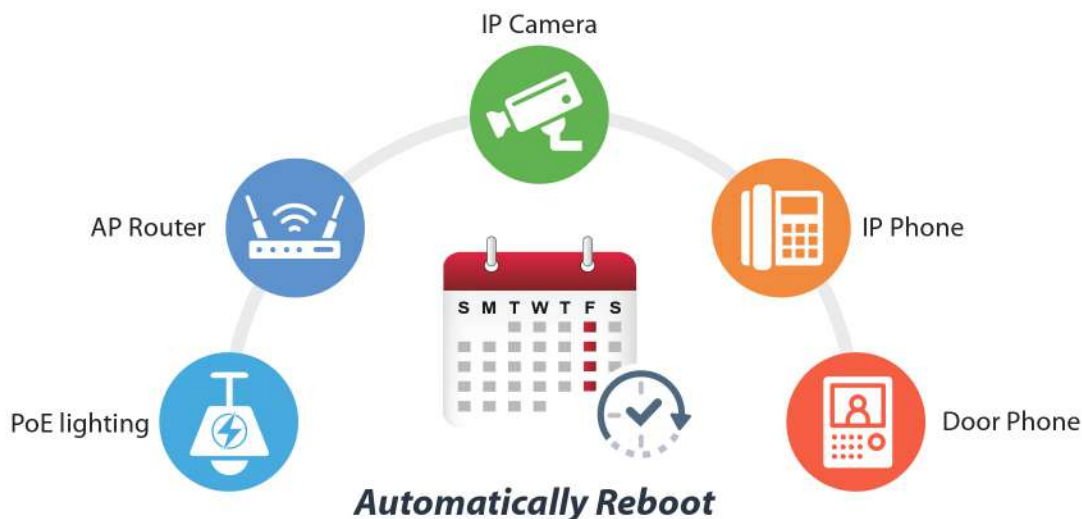 IP Camera
AP Router
IP Phone
S M T W T F S
PoE lighting
Door Phone
Automatically Reboot